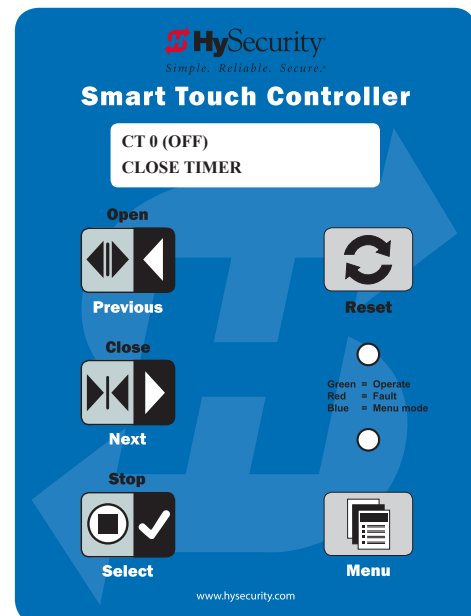 HySecurity
Simple. Reliable. Secure.®
Smart Touch Controller
CT 0 (OFF)
CLOSE TIMER
Open
Previous
Reset
Close
Next
Green = Operate
Red = Fault
Blue = Menu mode
Stop
Select
Menu
www.hysecurity.com